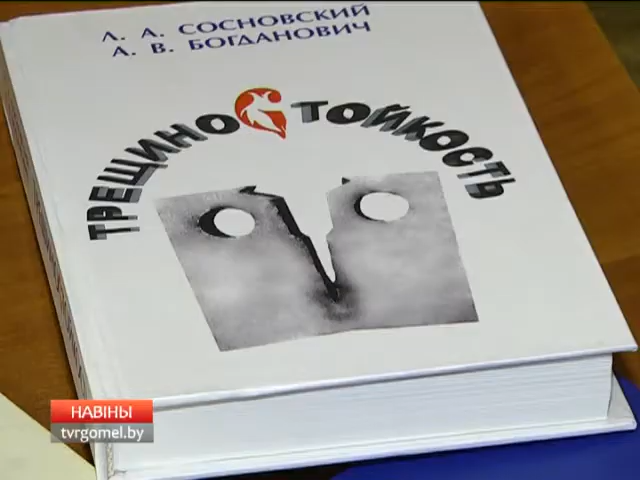 Л. А. СОСНОВСКИЙ
А. В. БОГДАНОВИЧ
ТРЕЩИНОСТОЙКОСТЬ
НАВІНЫ
tvrgomel.by